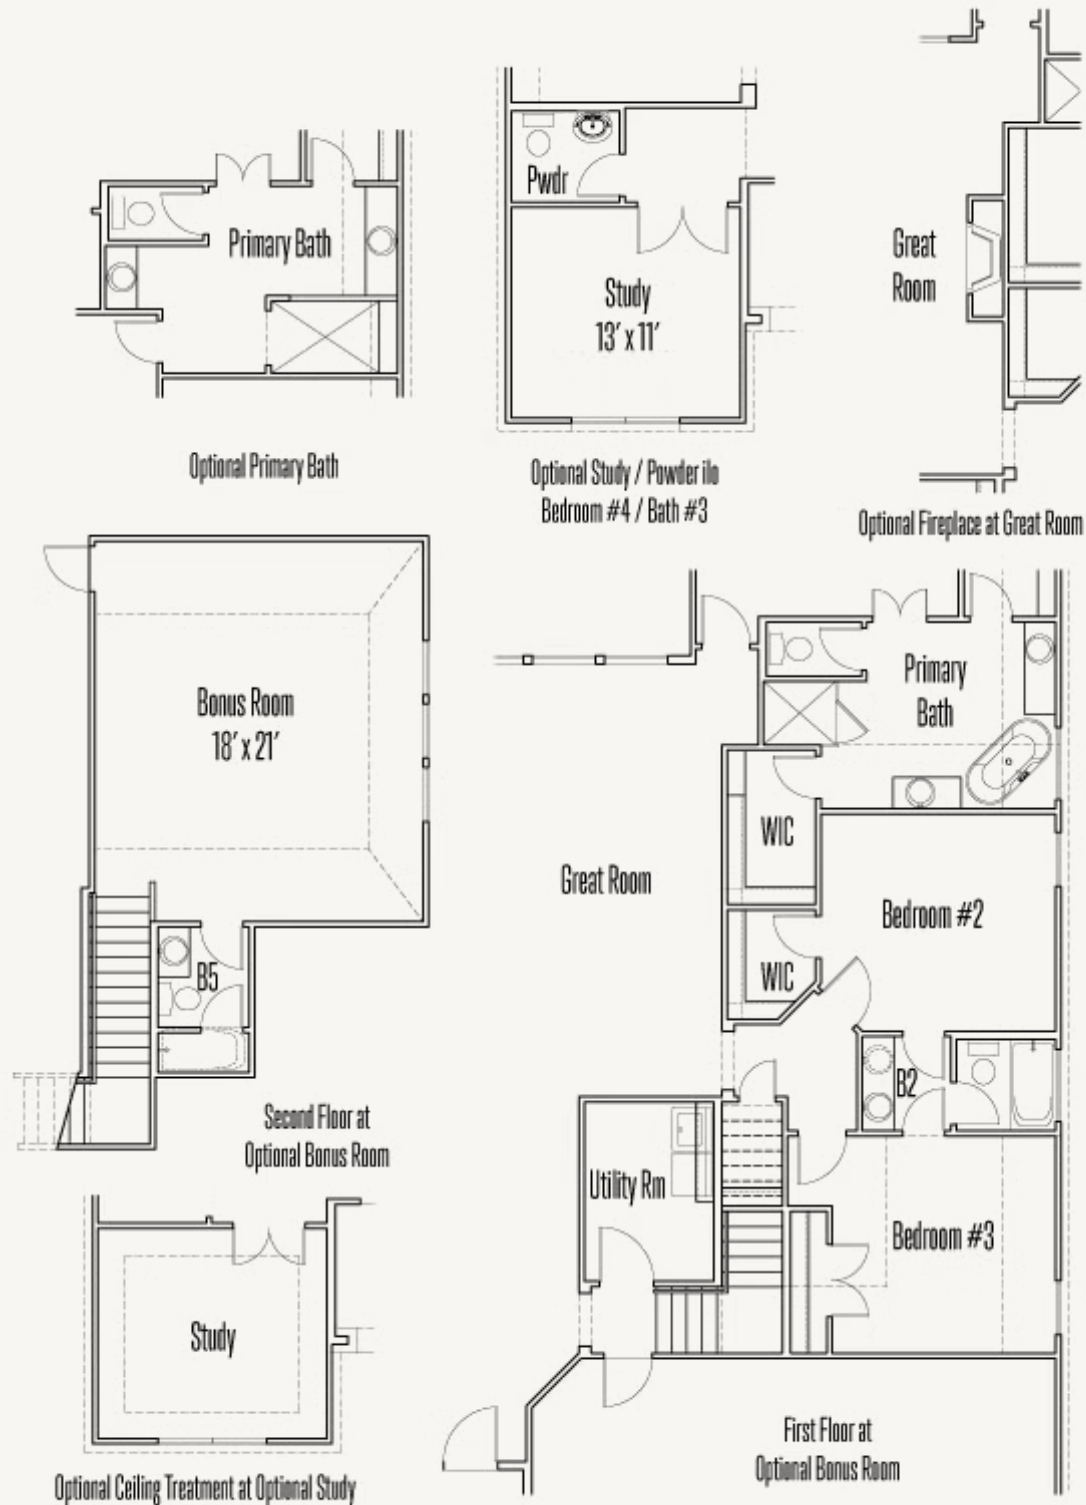 Primary Bath
Optional Primary Bath
Pwdr
Study
13' x 11'
Optional Study / Powder ilo
Bedroom #4 / Bath #3
Great
Room
Optional Fireplace at Great Room
Bonus Room
18' x 21'
B5
Second Floor at
Optional Bonus Room
Study
Optional Ceiling Treatment at Optional Study
Primary
Bath
WIC
Great Room
Bedroom #2
WIC
B2
Utility Rm
Bedroom #3
First Floor at
Optional Bonus Room